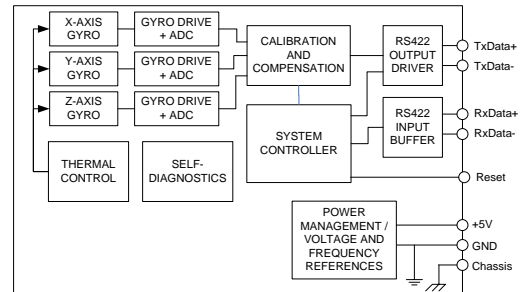 X-AXIS
GYRO
GYRO DRIVE
+ ADC
Y-AXIS
GYRO
GYRO DRIVE
+ ADC
Z-AXIS
GYRO
GYRO DRIVE
+ ADC
CALIBRATION
AND
COMPENSATION
RS422
OUTPUT
DRIVER
TxData+
TxData-
RS422
INPUT
BUFFER
RxData+
RxData-
THERMAL
CONTROL
SELF-
DIAGNOSTICS
SYSTEM
CONTROLLER
Reset
POWER
MANAGEMENT /
VOLTAGE AND
FREQUENCY
REFERENCES
+5V
GND
Chassis